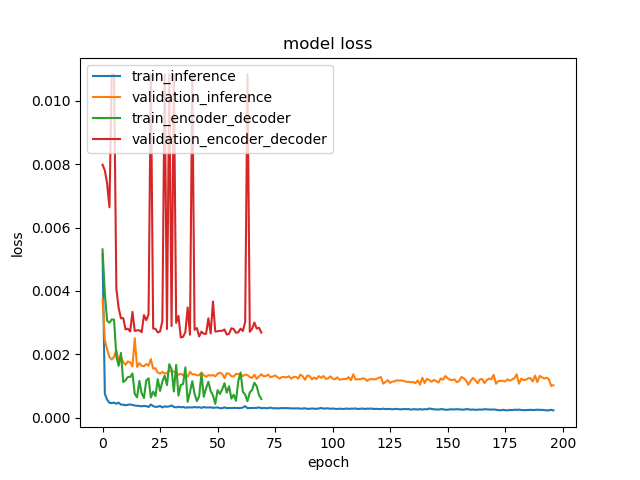 model loss
train_inference
validation_inference
train_encoder_decoder
validation_encoder_decoder
0.010
0.008
0.006
0.004
0.002
0.000
loss
0 25 50 75 100 125 150 175 200
epoch